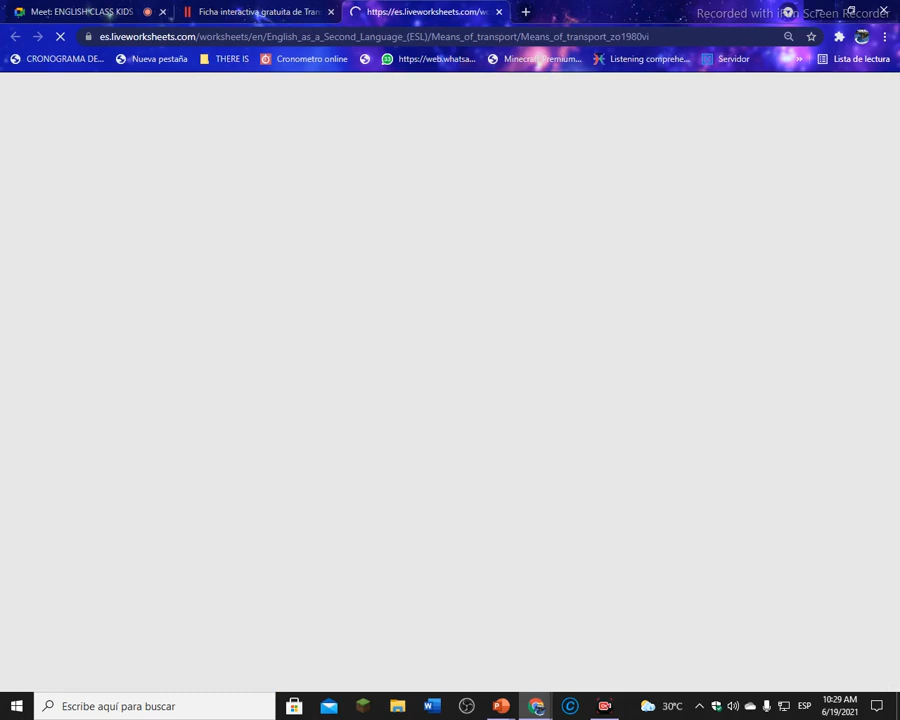 Meet: ENGLISH CLASS KIDS
Ficha interactiva gratuita de Tran
https://es.liveworksheets.com/wo
Recorded with iFun Screen Recorder
es.liveworksheets.com/worksheets/en/English_as_a_Second_Language_(ESL)/Means_of_transport/Means_of_transport_zo1980vi
CRONOGRAMA DE... Nueva pestaña THERE IS Cronometro online 33 https://web.whatsa... Minecraft Premium... Listening comprehe... Servidor » Lista de lectura
Escribe aquí para buscar
30°C
ESP
10:29 AM
6/19/2021